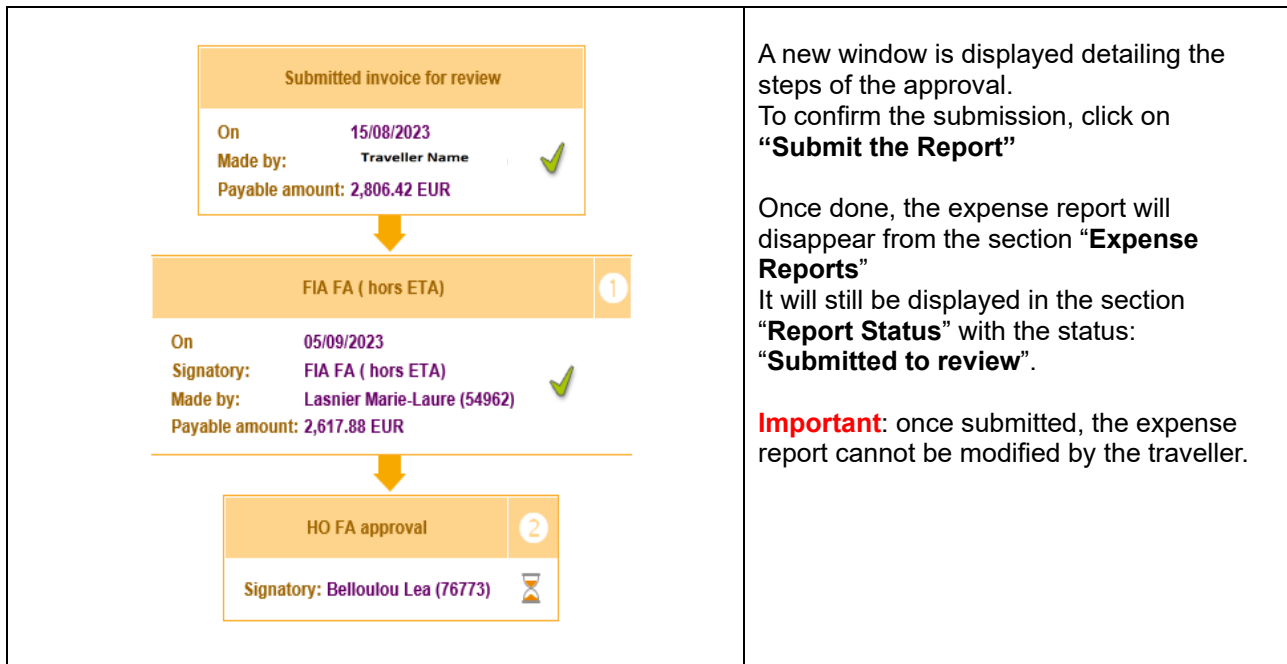 Submitted invoice for review
On 15/08/2023
Made by: Traveller Name
Payable amount: 2,806.42 EUR
FIA FA ( hors ETA) 1
On 05/09/2023
Signatory: FIA FA ( hors ETA)
Made by: Lasnier Marie-Laure (54962)
Payable amount: 2,617.88 EUR
HO FA approval 2
Signatory: Belloulou Lea (76773)
A new window is displayed detailing the
steps of the approval.
To confirm the submission, click on
“Submit the Report”
Once done, the expense report will
disappear from the section “Expense
Reports”
It will still be displayed in the section
“Report Status” with the status:
“Submitted to review”.
Important: once submitted, the expense
report cannot be modified by the traveller.